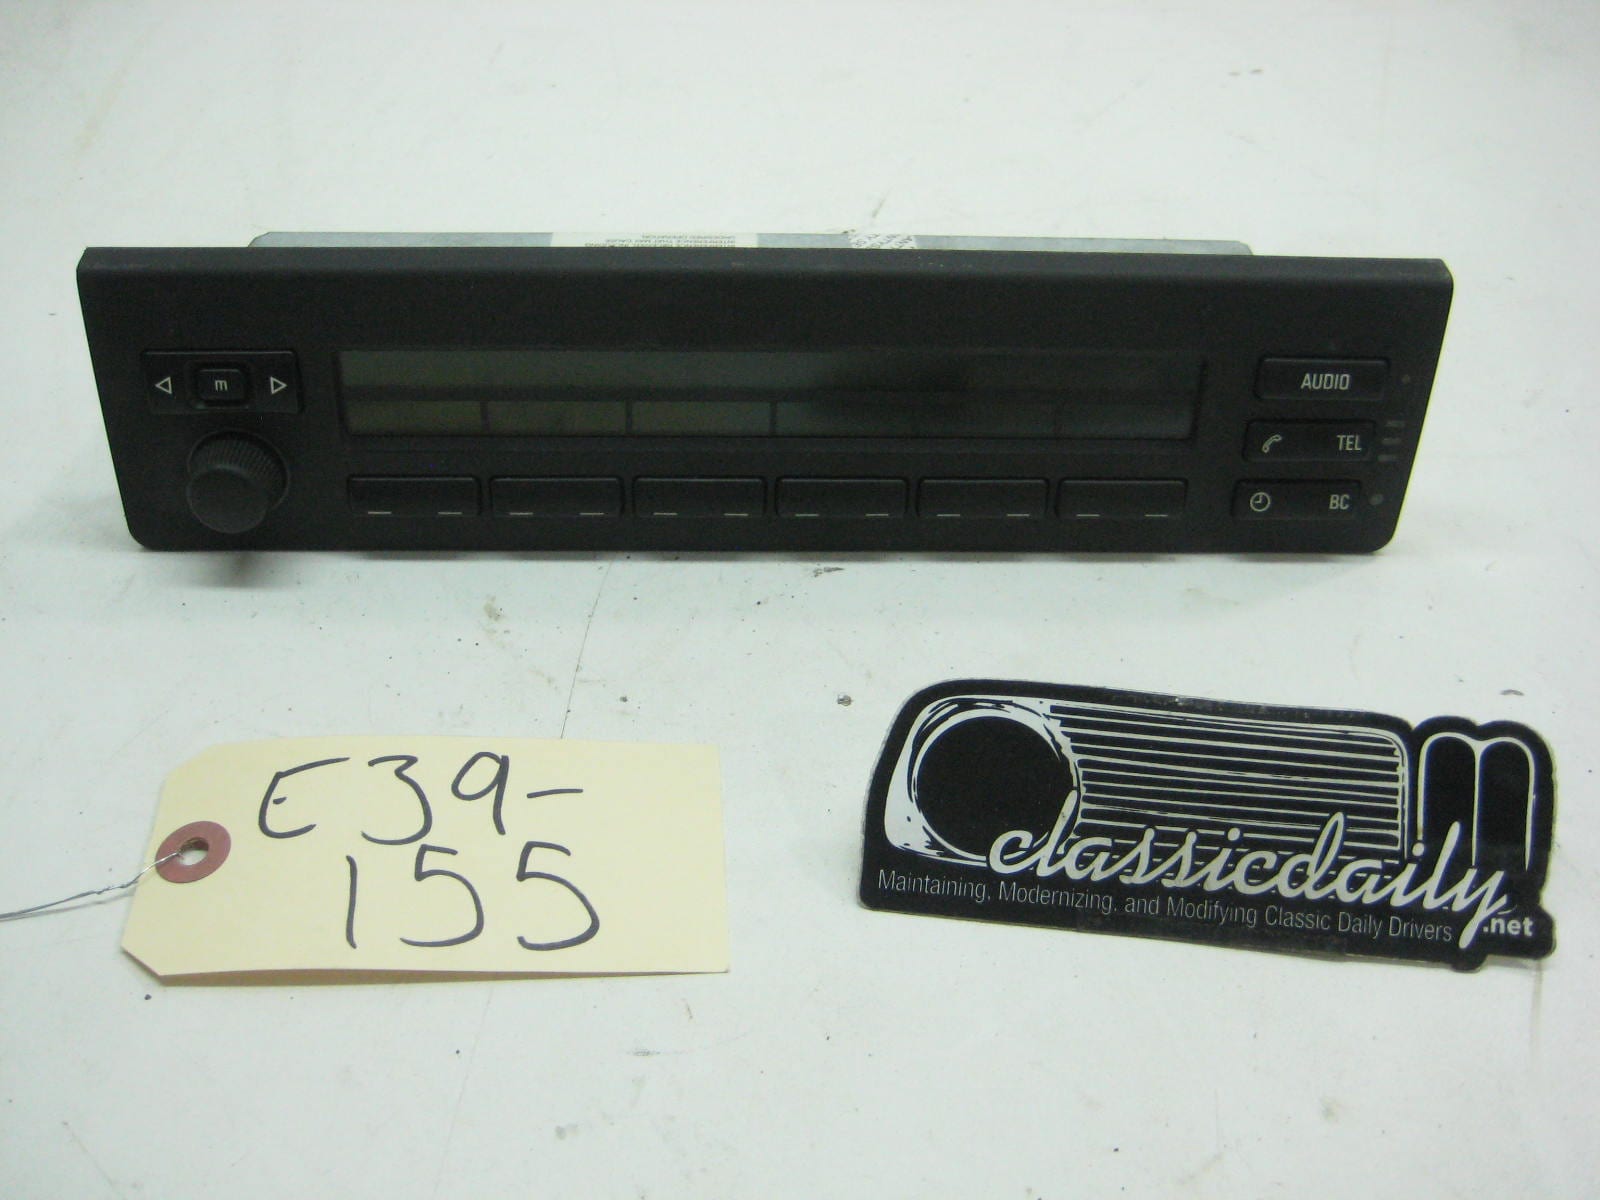 m
AUDIO
TEL
BC
E39-
155
classicdaily
.net
Maintaining, Modernizing, and Modifying Classic Daily Drivers